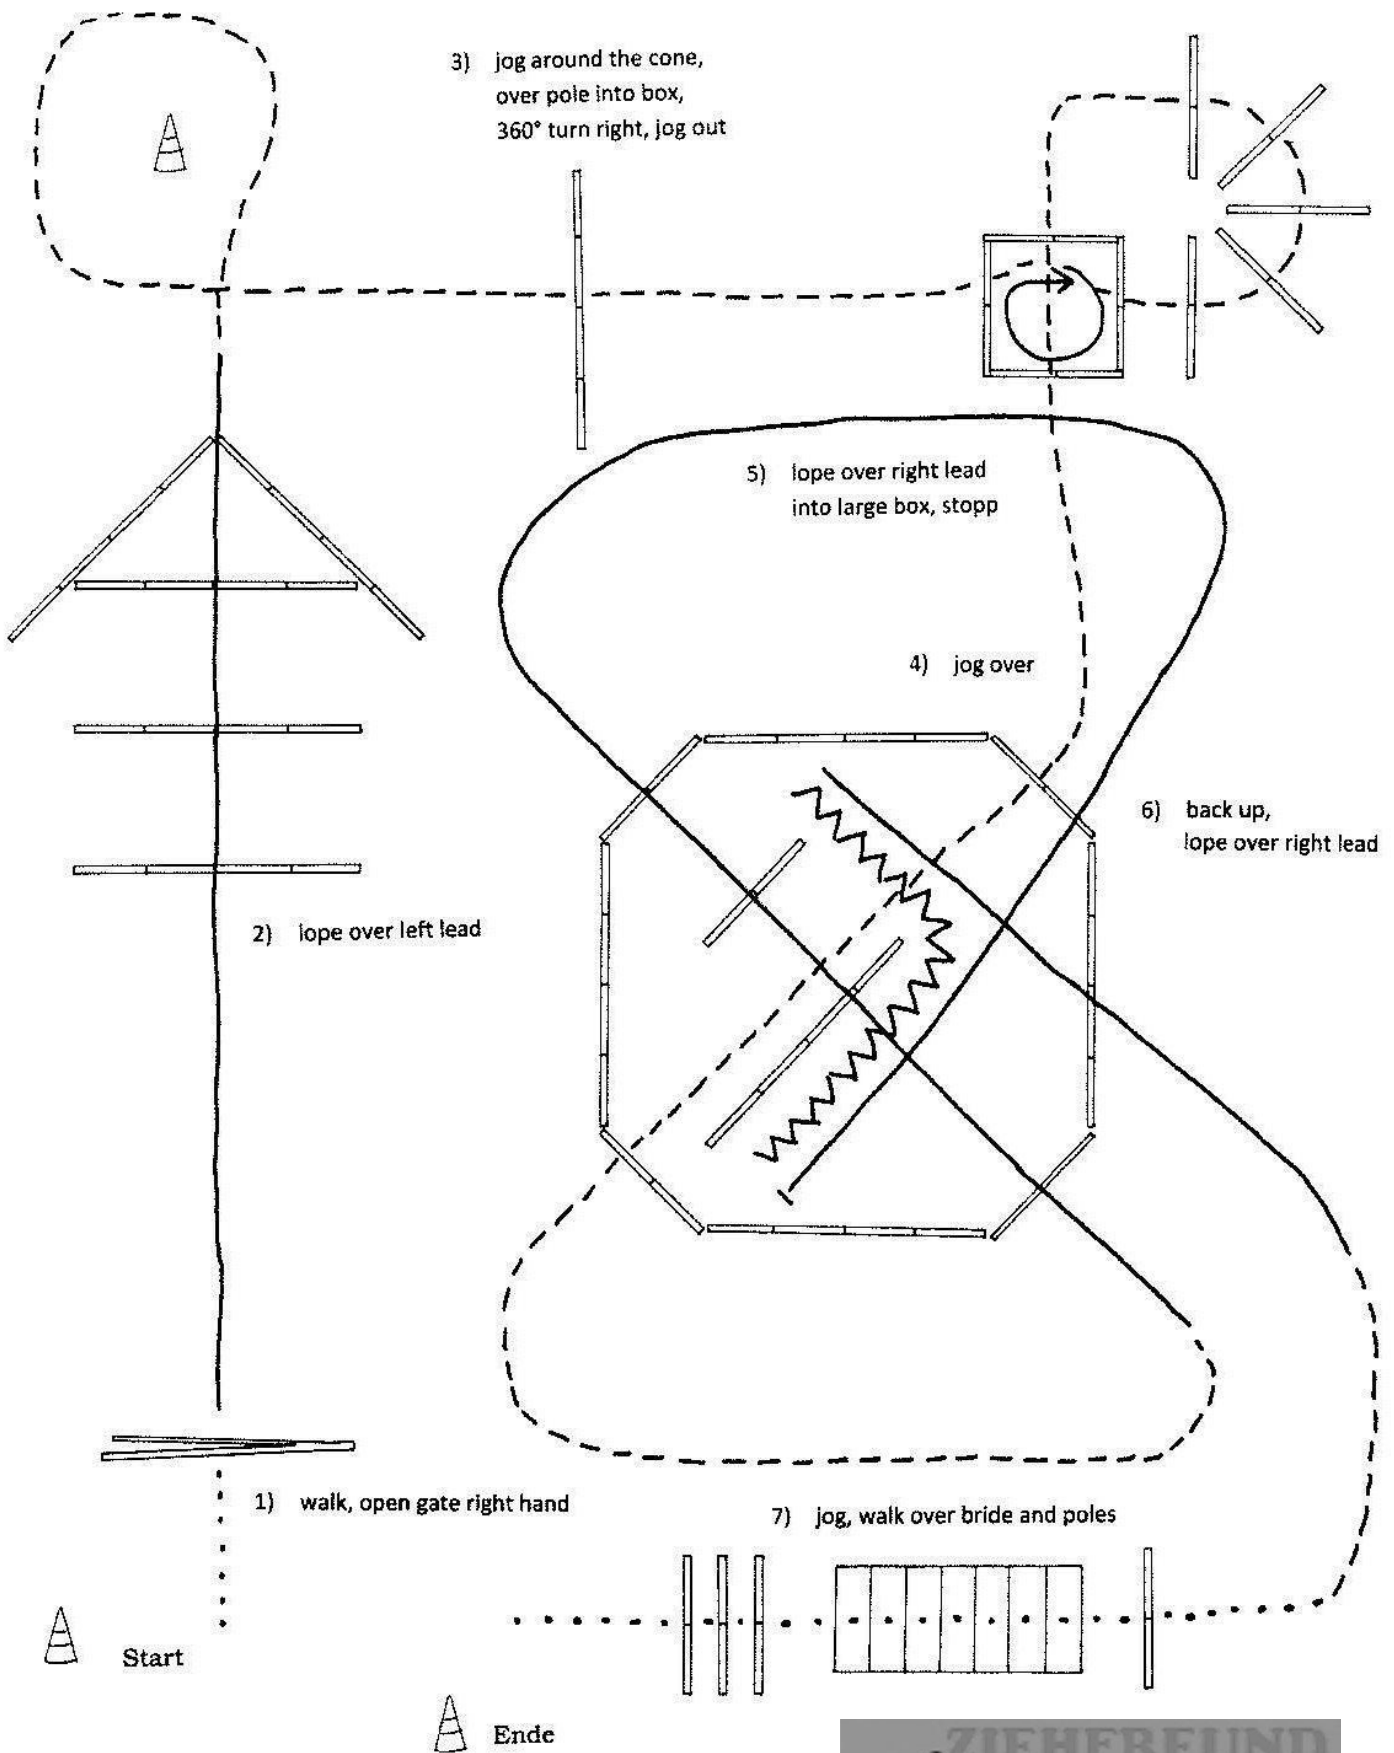 3) jog around the cone,
over pole into box,
360° turn right, jog out
5) lope over right lead
into large box, stopp
4) jog over
6) back up,
lope over right lead
2) lope over left lead
1) walk, open gate right hand
7) jog, walk over bride and poles
Start
Ende
ZIEHFREUND